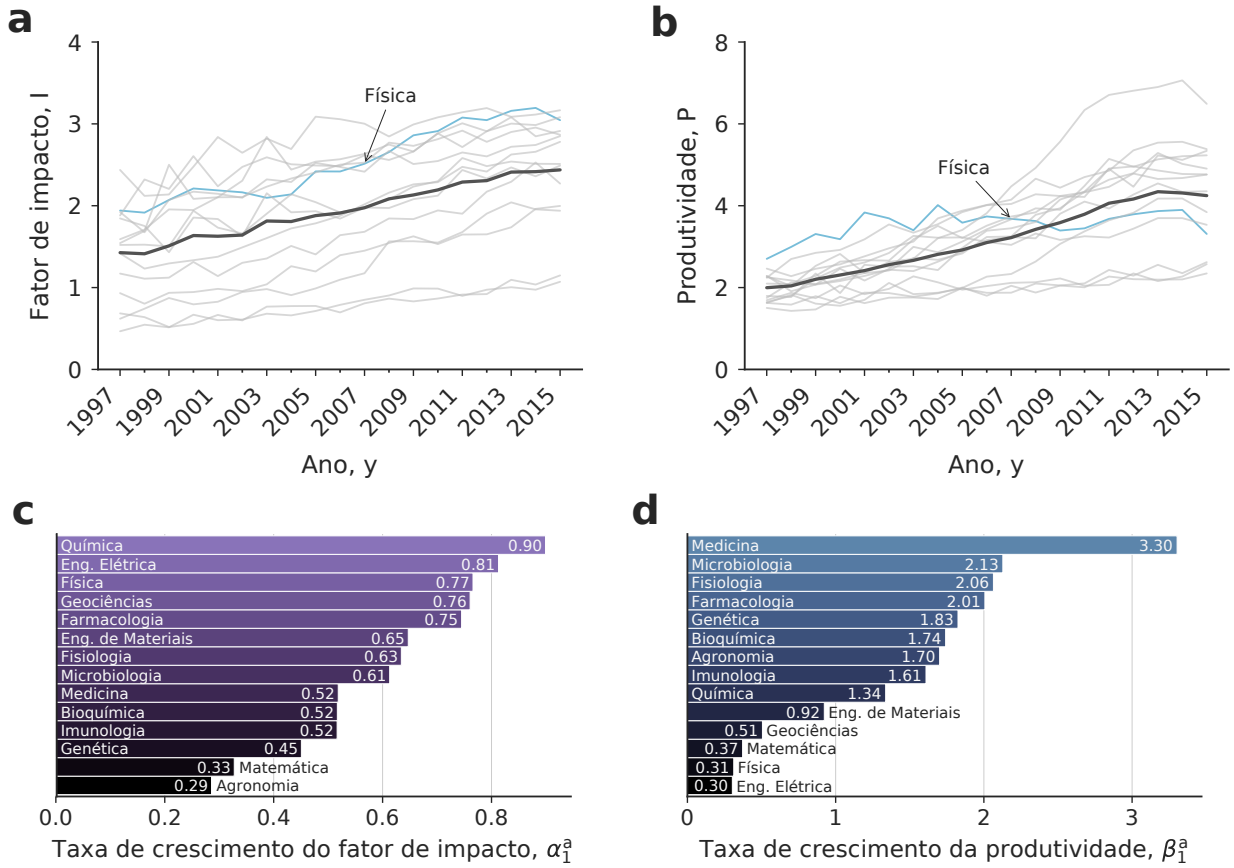 a
4
3
2
1
0
Fator de impacto, I
Física
1997
1999
2001
2003
2005
2007
2009
2011
2013
2015
Ano, y
b
8
6
4
2
0
Produtividade, P
Física
1997
1999
2001
2003
2005
2007
2009
2011
2013
2015
Ano, y
c
Química 0.90
Eng. Elétrica 0.81
Física 0.77
Geociências 0.76
Farmacologia 0.75
Eng. de Materiais 0.65
Fisiologia 0.63
Microbiologia 0.61
Medicina 0.52
Bioquímica 0.52
Imunologia 0.52
Genética 0.45
0.33 Matemática
0.29 Agronomia
0.0 0.2 0.4 0.6 0.8
Taxa de crescimento do fator de impacto, α₁ᵃ
d
Medicina 3.30
Microbiologia 2.13
Fisiologia 2.06
Farmacologia 2.01
Genética 1.83
Bioquímica 1.74
Agronomia 1.70
Imunologia 1.61
Química 1.34
0.92 Eng. de Materiais
0.51 Geociências
0.37 Matemática
0.31 Física
0.30 Eng. Elétrica
0 1 2 3
Taxa de crescimento da produtividade, β₁ᵃ